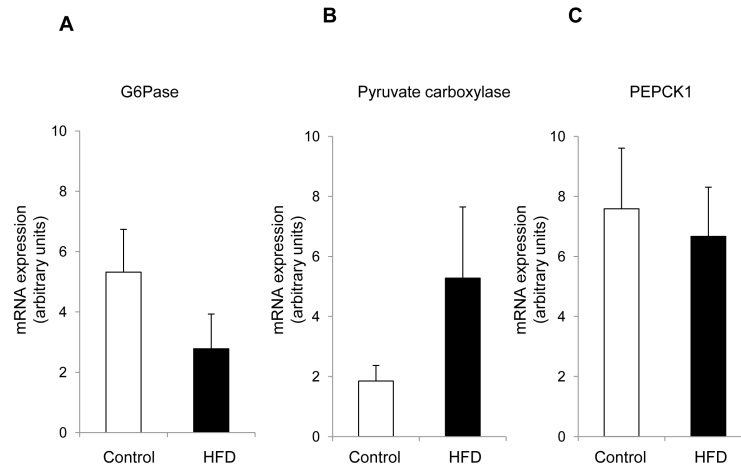 A
B
C
G6Pase
Pyruvate carboxylase
PEPCK1
mRNA expression
(arbitrary units)
10
8
6
4
2
0
Control HFD
mRNA expression
(arbitrary units)
10
8
6
4
2
0
Control HFD
mRNA expression
(arbitrary units)
10
8
6
4
2
0
Control HFD